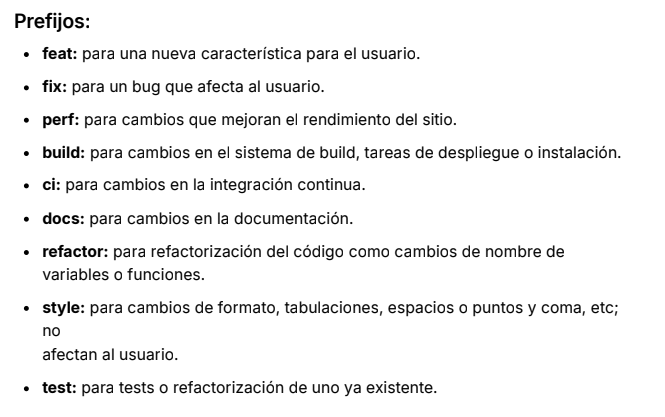 Prefijos:
• feat: para una nueva característica para el usuario.
• fix: para un bug que afecta al usuario.
• perf: para cambios que mejoran el rendimiento del sitio.
• build: para cambios en el sistema de build, tareas de despliegue o instalación.
• ci: para cambios en la integración continua.
• docs: para cambios en la documentación.
• refactor: para refactorización del código como cambios de nombre de
variables o funciones.
• style: para cambios de formato, tabulaciones, espacios o puntos y coma, etc;
no
afectan al usuario.
• test: para tests o refactorización de uno ya existente.